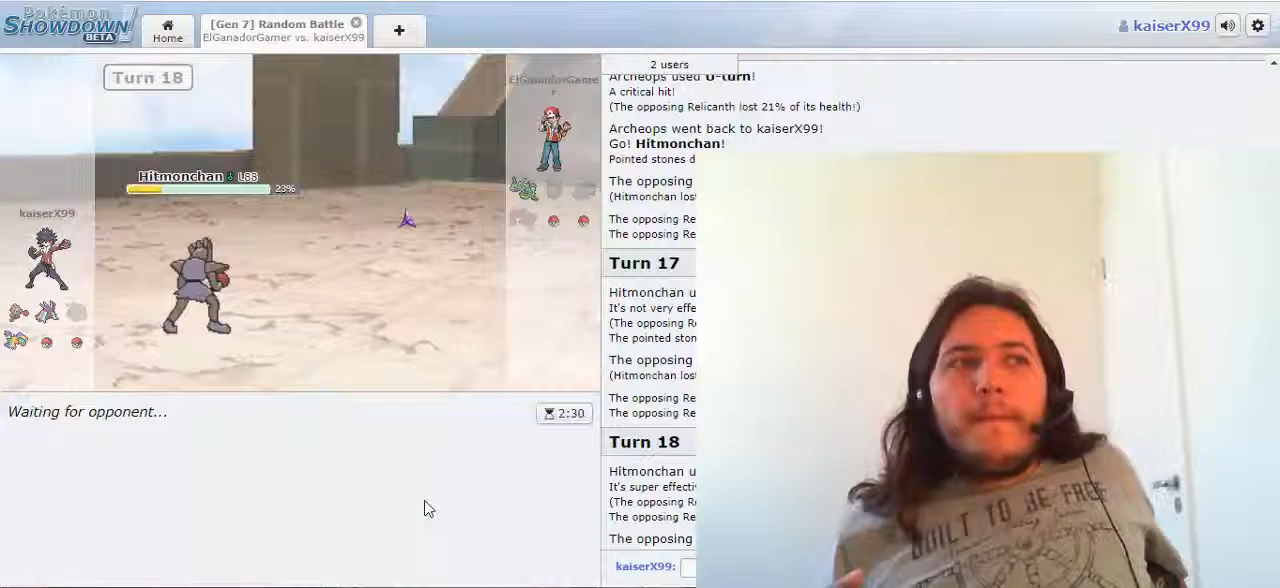 Pokémon
SHOWDOWN!
BETA
Home
[Gen 7] Random Battle
ElGanadorGamer vs. kaiserX99
+
kaiserX99
Turn 18
Hitmonchan L88
23%
kaiserX99
ElGanadorGame
r
Waiting for opponent...
2:30
2 users
Archeops used U-turn!
A critical hit!
(The opposing Relicanth lost 21% of its health!)
Archeops went back to kaiserX99!
Go! Hitmonchan!
Pointed stones d
The opposing
(Hitmonchan lost
The opposing Re
The opposing Re
Turn 17
Hitmonchan u
It's not very effe
(The opposing Re
The pointed ston
The opposing
(Hitmonchan lost
The opposing Re
The opposing Re
Turn 18
Hitmonchan u
It's super effecti
(The opposing Re
The opposing Re
The opposing
kaiserX99:
BUILT TO BE FREE